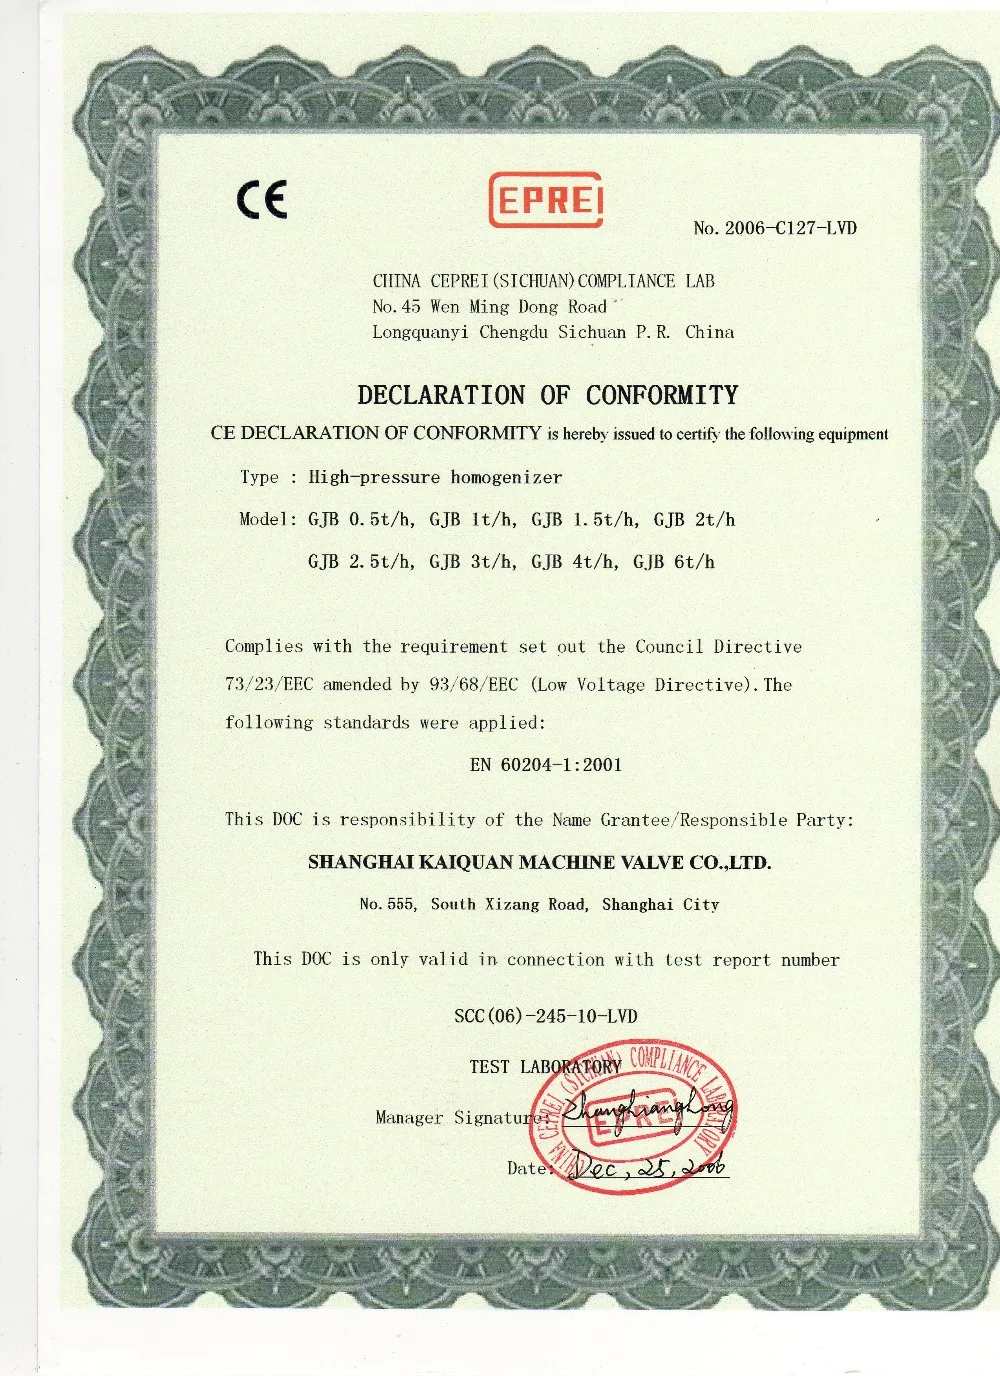 CE
EPREI
No. 2006-C127-LVD
CHINA CEPREI(SICHUAN)COMPLIANCE LAB
No.45 Wen Ming Dong Road
Longquanyi Chengdu Sichuan P.R. China
DECLARATION OF CONFORMITY
CE DECLARATION OF CONFORMITY is hereby issued to certify the following equipment
Type : High-pressure homogenizer
Model: GJB 0.5t/h, GJB 1t/h, GJB 1.5t/h, GJB 2t/h
GJB 2.5t/h, GJB 3t/h, GJB 4t/h, GJB 6t/h
Complies with the requirement set out the Council Directive
73/23/EEC amended by 93/68/EEC (Low Voltage Directive).The
following standards were applied:
EN 60204-1:2001
This DOC is responsibility of the Name Grantee/Responsible Party:
SHANGHAI KAIQUAN MACHINE VALVE CO.,LTD.
No.555, South Xizang Road, Shanghai City
This DOC is only valid in connection with test report number
SCC(06)-245-10-LVD
TEST LABORATORY
CHINA CEPREI (SICHUAN) COMPLIANCE LABORATORY
EPREI
Manager Signature:
Date: Dec, 25, 2006